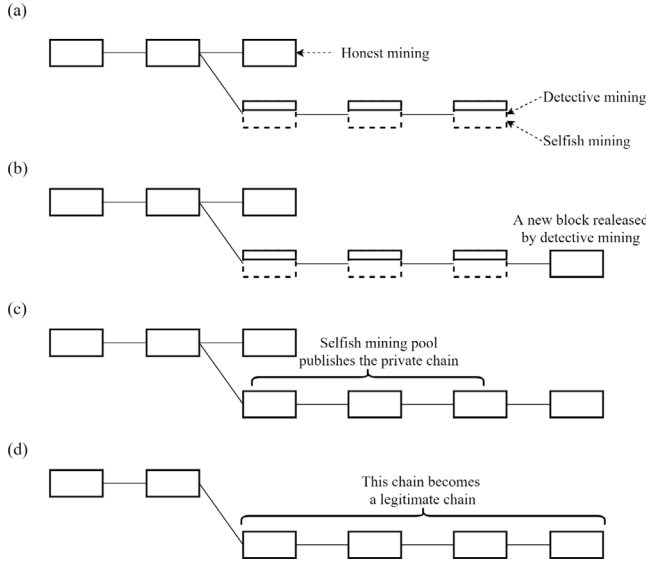 (a)
Honest mining
Detective mining
Selfish mining
(b)
A new block realeased
by detective mining
(c)
Selfish mining pool
publishes the private chain
(d)
This chain becomes
a legitimate chain